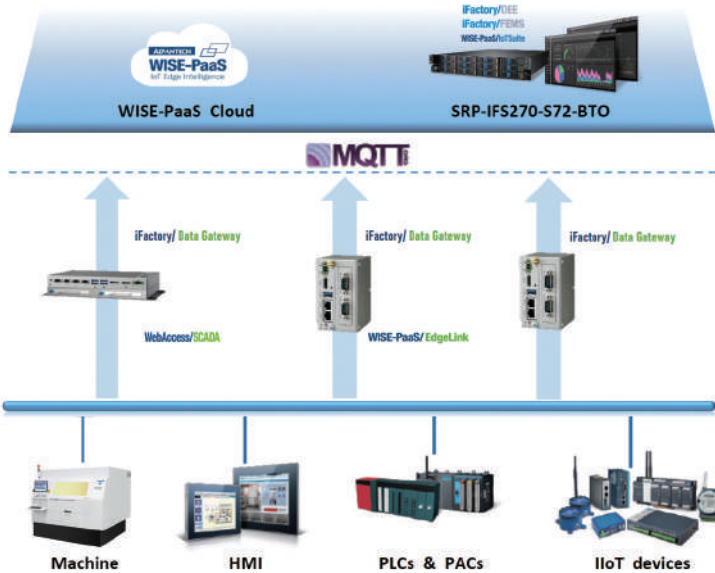 iFactory/OEE
iFactory/FEMS
WISE-PaaS/IoTSuite
ADVANTECH
WISE-PaaS
IoT Edge Intelligence
WISE-PaaS Cloud
SRP-IFS270-S72-BTO
MQTT
iFactory/ Data Gateway
iFactory/ Data Gateway
iFactory/ Data Gateway
WebAccess/SCADA
WISE-PaaS/EdgeLink
Machine
HMI
PLCs & PACs
IIoT devices